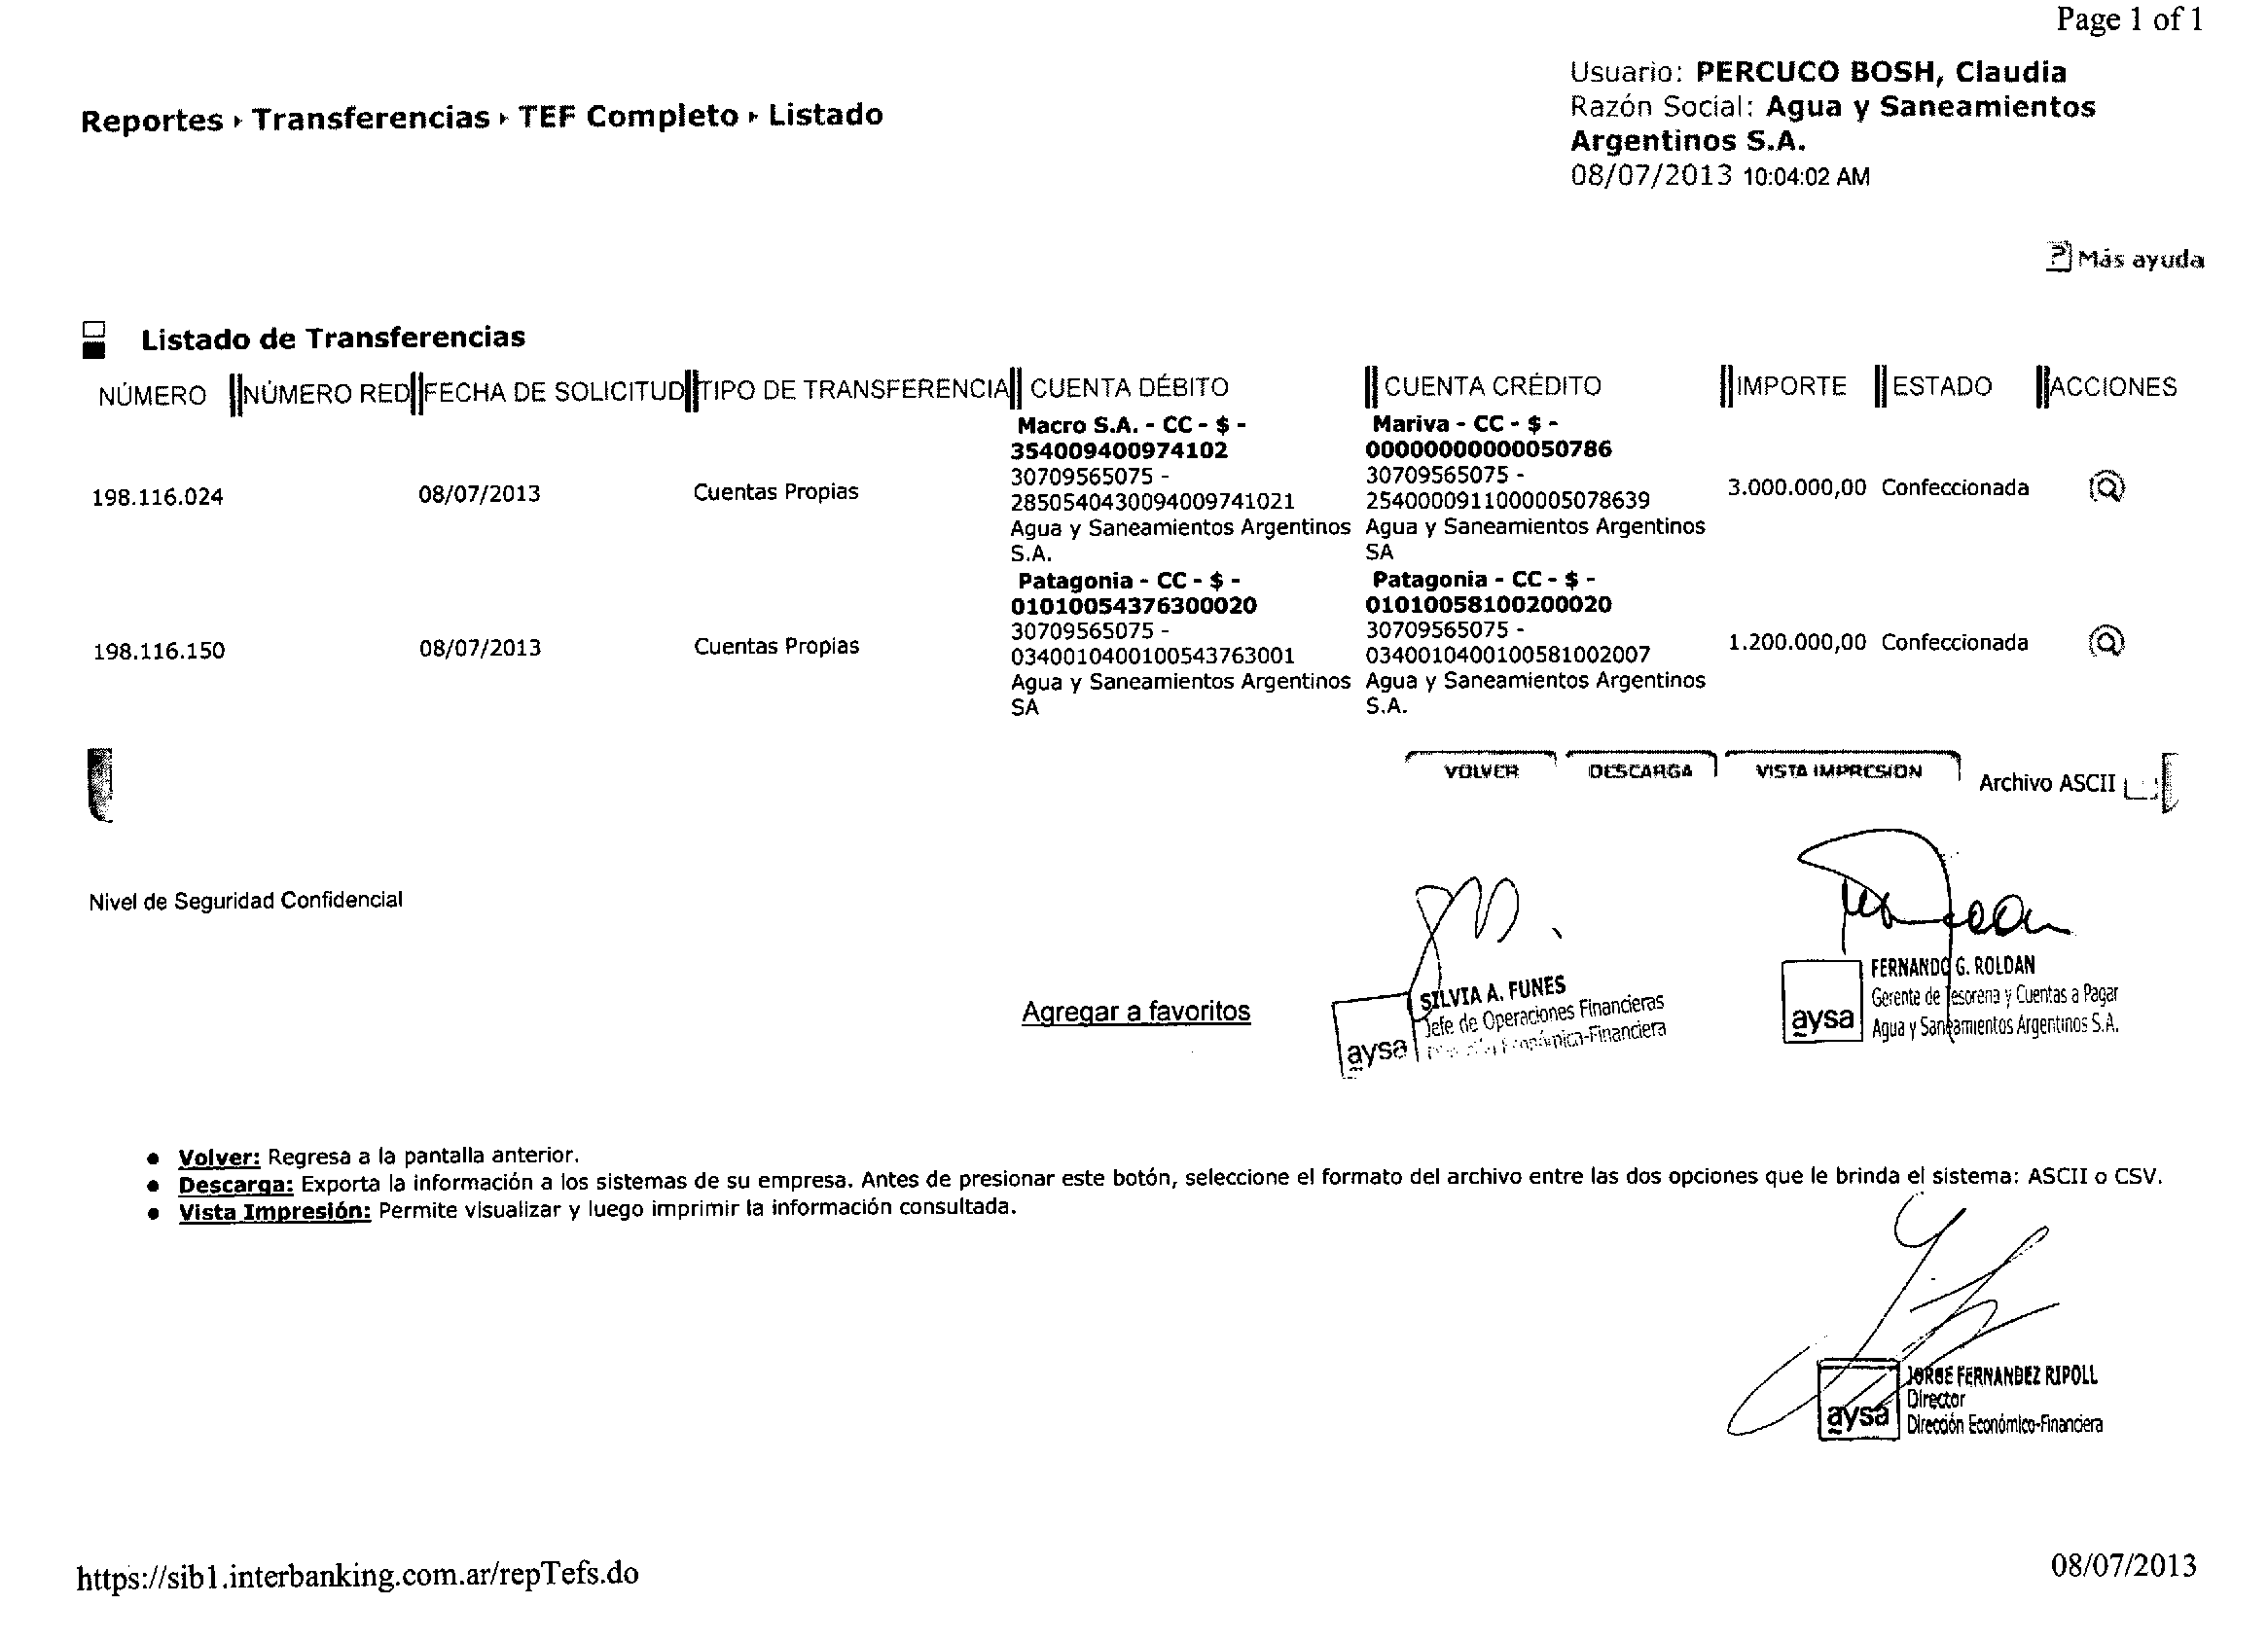 Page 1 of 1
Usuario: PERCUCO BOSH, Claudia
Razón Social: Agua y Saneamientos
Argentinos S.A.
08/07/2013 10:04:02 AM
Reportes ▸ Transferencias ▸ TEF Completo ▸ Listado
Más ayuda
Listado de Transferencias
NÚMERO NÚMERO RED FECHA DE SOLICITUD TIPO DE TRANSFERENCIA CUENTA DÉBITO CUENTA CRÉDITO IMPORTE ESTADO ACCIONES
Macro S.A. - CC - $ - Mariva - CC - $ -
354009400974102 00000000000050786
30709565075 - 30709565075 -
198.116.024 08/07/2013 Cuentas Propias 2850540430094009741021 2540000911000005078639 3.000.000,00 Confeccionada
Agua y Saneamientos Argentinos Agua y Saneamientos Argentinos
S.A. SA
Patagonia - CC - $ - Patagonia - CC - $ -
01010054376300020 01010058100200020
30709565075 - 30709565075 -
198.116.150 08/07/2013 Cuentas Propias 0340010400100543763001 0340010400100581002007 1.200.000,00 Confeccionada
Agua y Saneamientos Argentinos Agua y Saneamientos Argentinos
SA S.A.
VOLVER DESCARGA VISTA IMPRESION Archivo ASCII
Nivel de Seguridad Confidencial
Agregar a favoritos
aysa
SILVIA A. FUNES
Jefe de Operaciones Financieras
Económica-Financiera
aysa
FERNANDO G. ROLDAN
Gerente de Tesorería y Cuentas a Pagar
Agua y Saneamientos Argentinos S.A.
• Volver: Regresa a la pantalla anterior.
• Descarga: Exporta la información a los sistemas de su empresa. Antes de presionar este botón, seleccione el formato del archivo entre las dos opciones que le brinda el sistema: ASCII o CSV.
• Vista Impresión: Permite visualizar y luego imprimir la información consultada.
aysa
JORGE FERNANDEZ RIPOLL
Director
Dirección Económico-Financiera
https://sib1.interbanking.com.ar/repTefs.do
08/07/2013